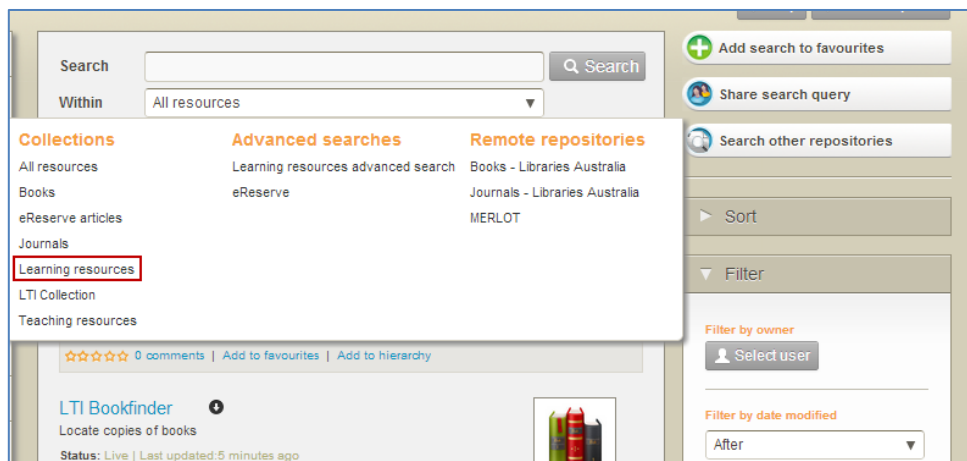 Search
Search
Within
All resources
Collections
All resources
Books
eReserve articles
Journals
Learning resources
LTI Collection
Teaching resources
Advanced searches
Learning resources advanced search
eReserve
Remote repositories
Books - Libraries Australia
Journals - Libraries Australia
MERLOT
0 comments | Add to favourites | Add to hierarchy
LTI Bookfinder
Locate copies of books
Status: Live | Last updated:5 minutes ago
Add search to favourites
Share search query
Search other repositories
Sort
Filter
Filter by owner
Select user
Filter by date modified
After